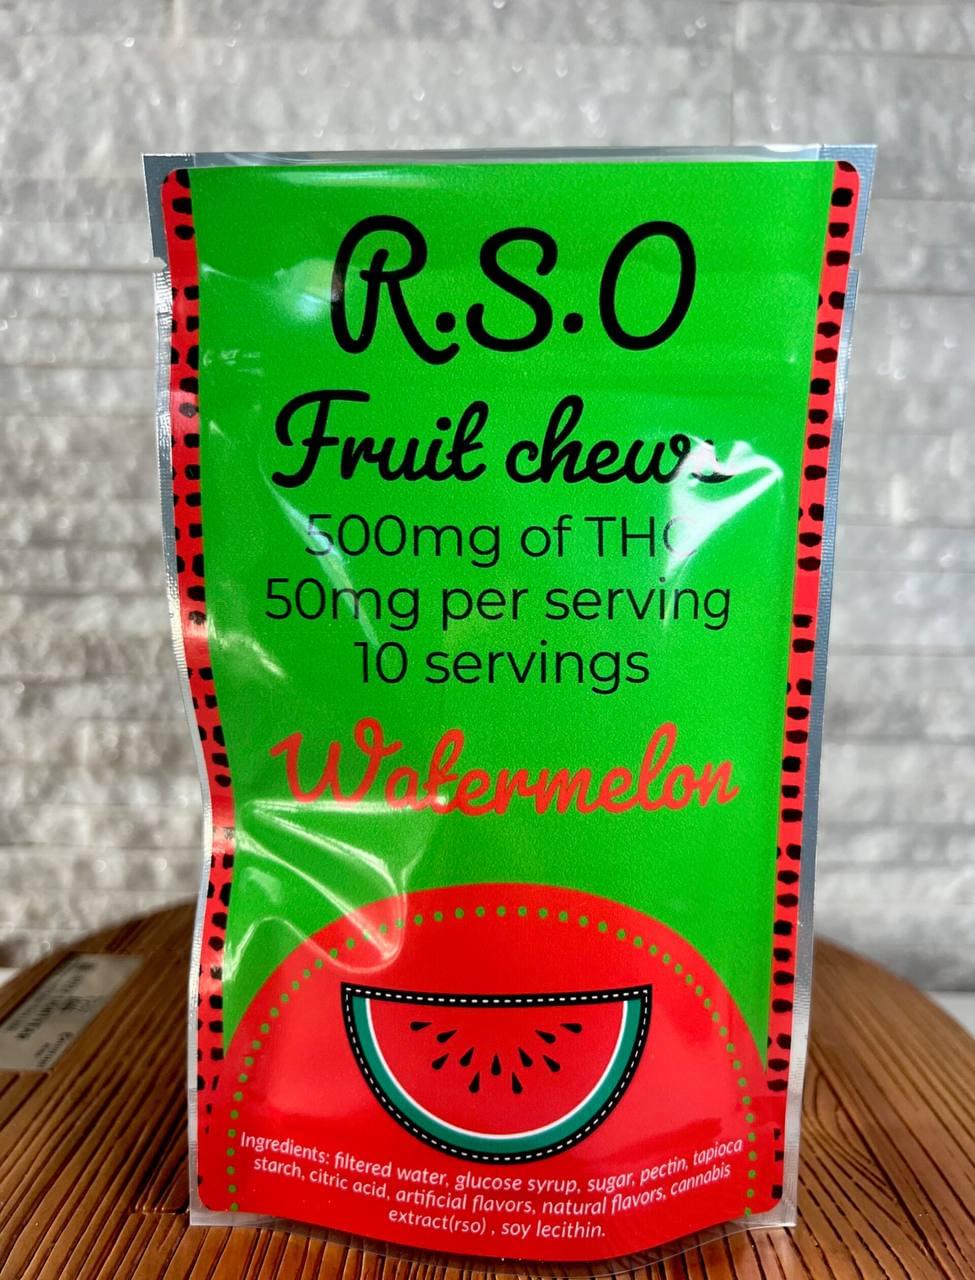 R.S.O
Fruit chews
500mg of THC
50mg per serving
10 servings
Watermelon
Ingredients: filtered water, glucose syrup, sugar, pectin, tapioca
starch, citric acid, artificial flavors, natural flavors, cannabis
extract(rso) , soy lecithin.